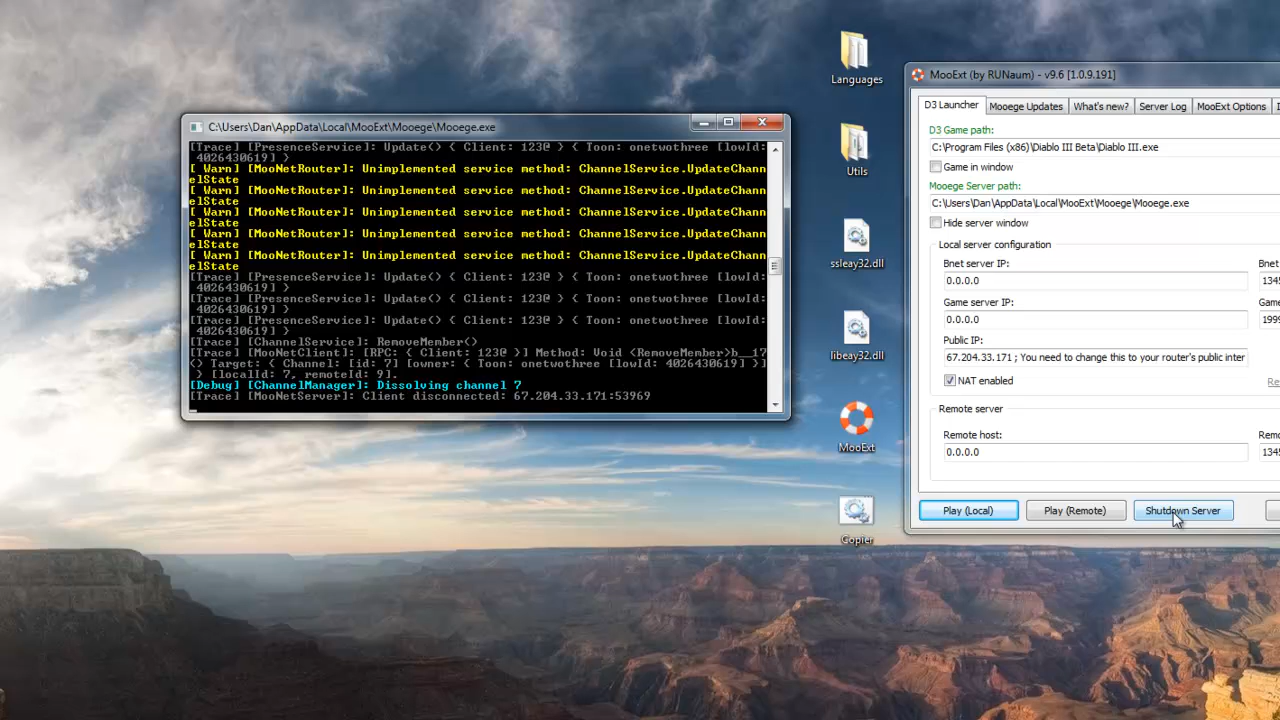 C:\Users\Dan\AppData\Local\MooExt\Mooege\Mooege.exe
[Trace] [PresenceService]: Update() { Client: 123@ } { Toon: onetwothree [lowId:
 4026430619] }
[ Warn] [MooNetRouter]: Unimplemented service method: ChannelService.UpdateChann
elState
[ Warn] [MooNetRouter]: Unimplemented service method: ChannelService.UpdateChann
elState
[ Warn] [MooNetRouter]: Unimplemented service method: ChannelService.UpdateChann
elState
[ Warn] [MooNetRouter]: Unimplemented service method: ChannelService.UpdateChann
elState
[ Warn] [MooNetRouter]: Unimplemented service method: ChannelService.UpdateChann
elState
[Trace] [PresenceService]: Update() { Client: 123@ } { Toon: onetwothree [lowId:
 4026430619] }
[Trace] [PresenceService]: Update() { Client: 123@ } { Toon: onetwothree [lowId:
 4026430619] }
[Trace] [PresenceService]: Update() { Client: 123@ } { Toon: onetwothree [lowId:
 4026430619] }
[Trace] [ChannelService]: RemoveMember()
[Trace] [MooNetClient]: [RPC: { Client: 123@ }] Method: Void <RemoveMember>b__17
() Target: { Channel: [id: 7] [owner: { Toon: onetwothree [lowId: 4026430619] }]
} [localId: 7, remoteId: 9].
[Debug] [ChannelManager]: Dissolving channel 7
[Trace] [MooNetServer]: Client disconnected: 67.204.33.171:53969
Languages
Utils
ssleay32.dll
libeay32.dll
MooExt
Copier
MooExt (by RUNaum) - v9.6 [1.0.9.191]
D3 Launcher
Mooege Updates
What's new?
Server Log
MooExt Options
D3 Game path:
C:\Program Files (x86)\Diablo III Beta\Diablo III.exe
Game in window
Mooege Server path:
C:\Users\Dan\AppData\Local\MooExt\Mooege\Mooege.exe
Hide server window
Local server configuration
Bnet server IP:
Bnet
0.0.0.0
1345
Game server IP:
Game
0.0.0.0
1999
Public IP:
67.204.33.171 ; You need to change this to your router's public inter
NAT enabled
Re
Remote server
Remote host:
Remo
0.0.0.0
1345
Play (Local)
Play (Remote)
Shutdown Server